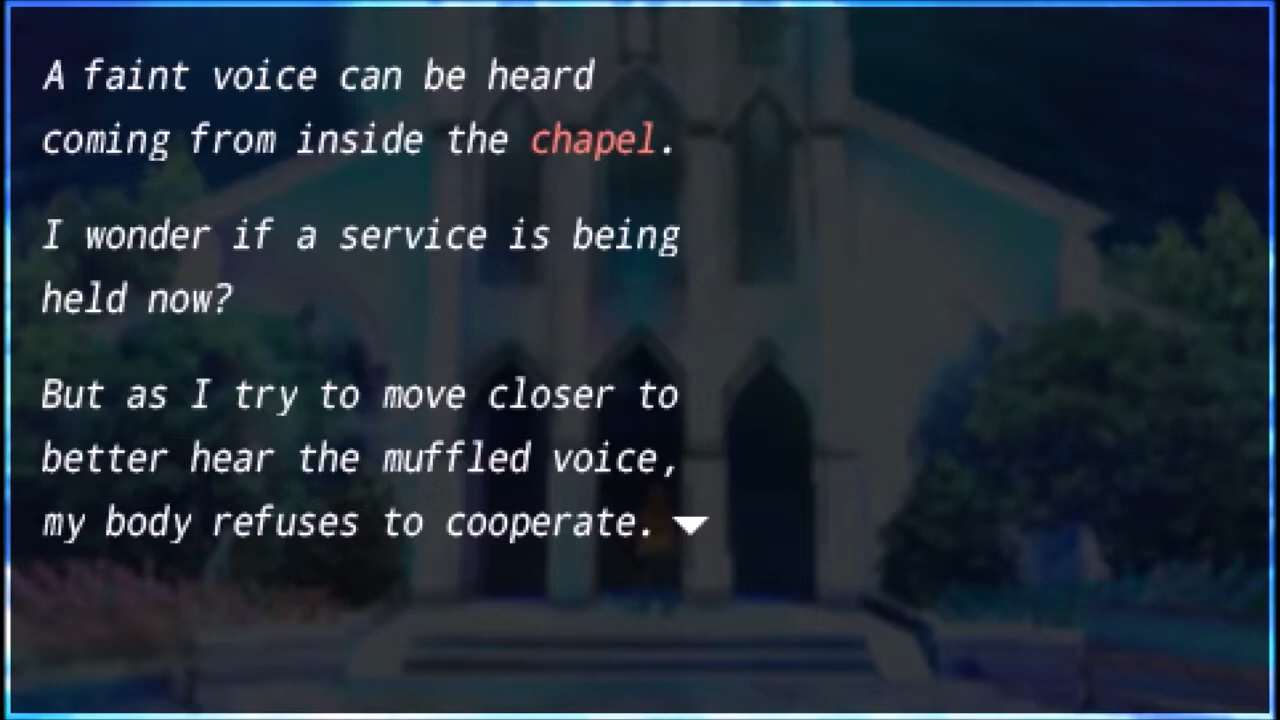 A faint voice can be heard
coming from inside the chapel.
I wonder if a service is being
held now?
But as I try to move closer to
better hear the muffled voice,
my body refuses to cooperate.